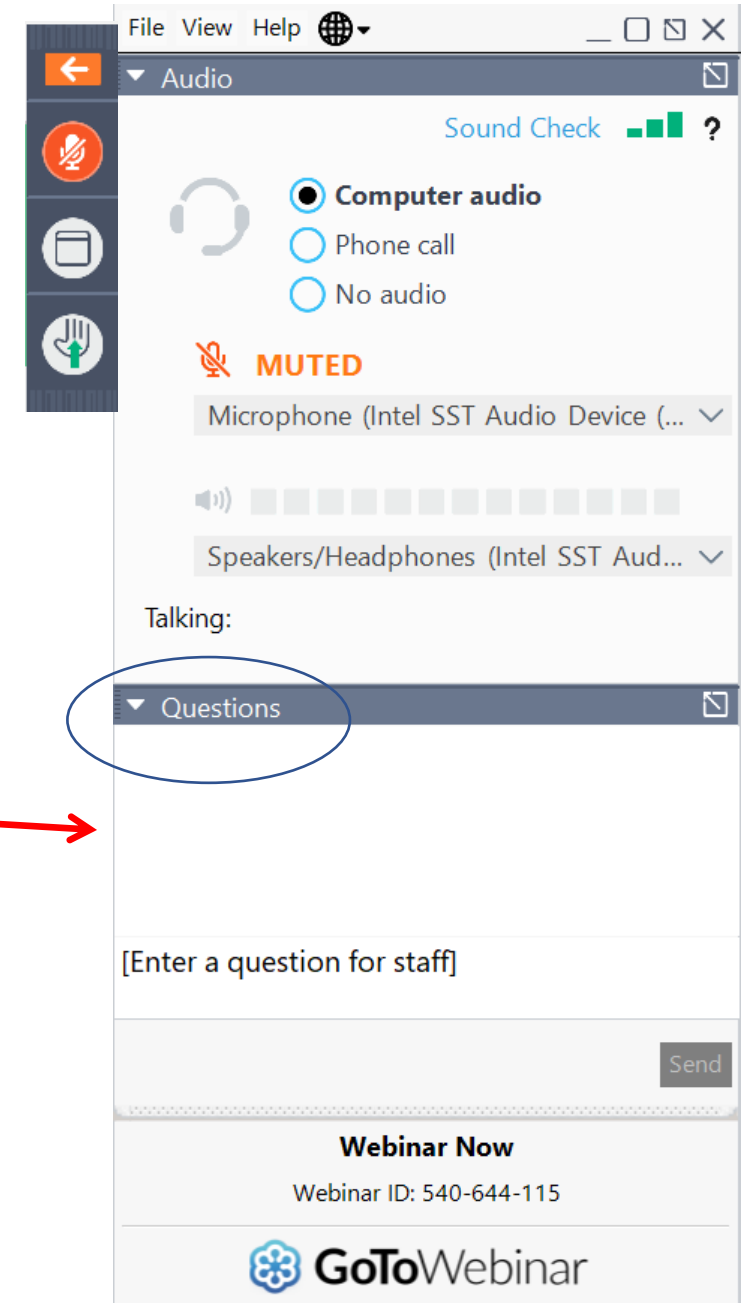 File View Help
Audio
Sound Check ?
Computer audio
Phone call
No audio
MUTED
Microphone (Intel SST Audio Device (...
Speakers/Headphones (Intel SST Aud...
Talking:
Questions
[Enter a question for staff]
Send
Webinar Now
Webinar ID: 540-644-115
GoToWebinar